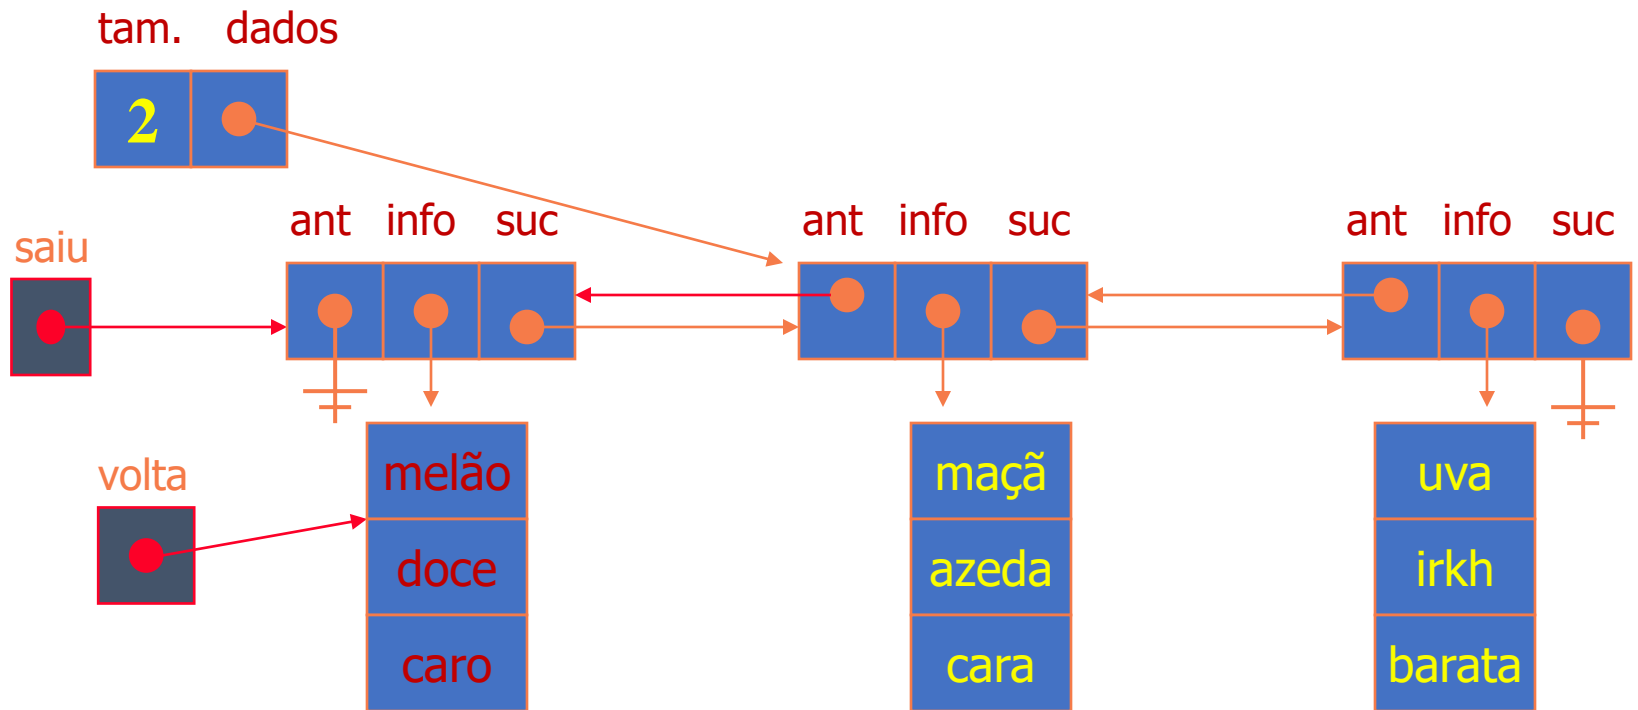 tam. dados
2
ant info suc
ant info suc
ant info suc
saiu
volta
melão
doce
caro
maçã
azeda
cara
uva
irkh
barata